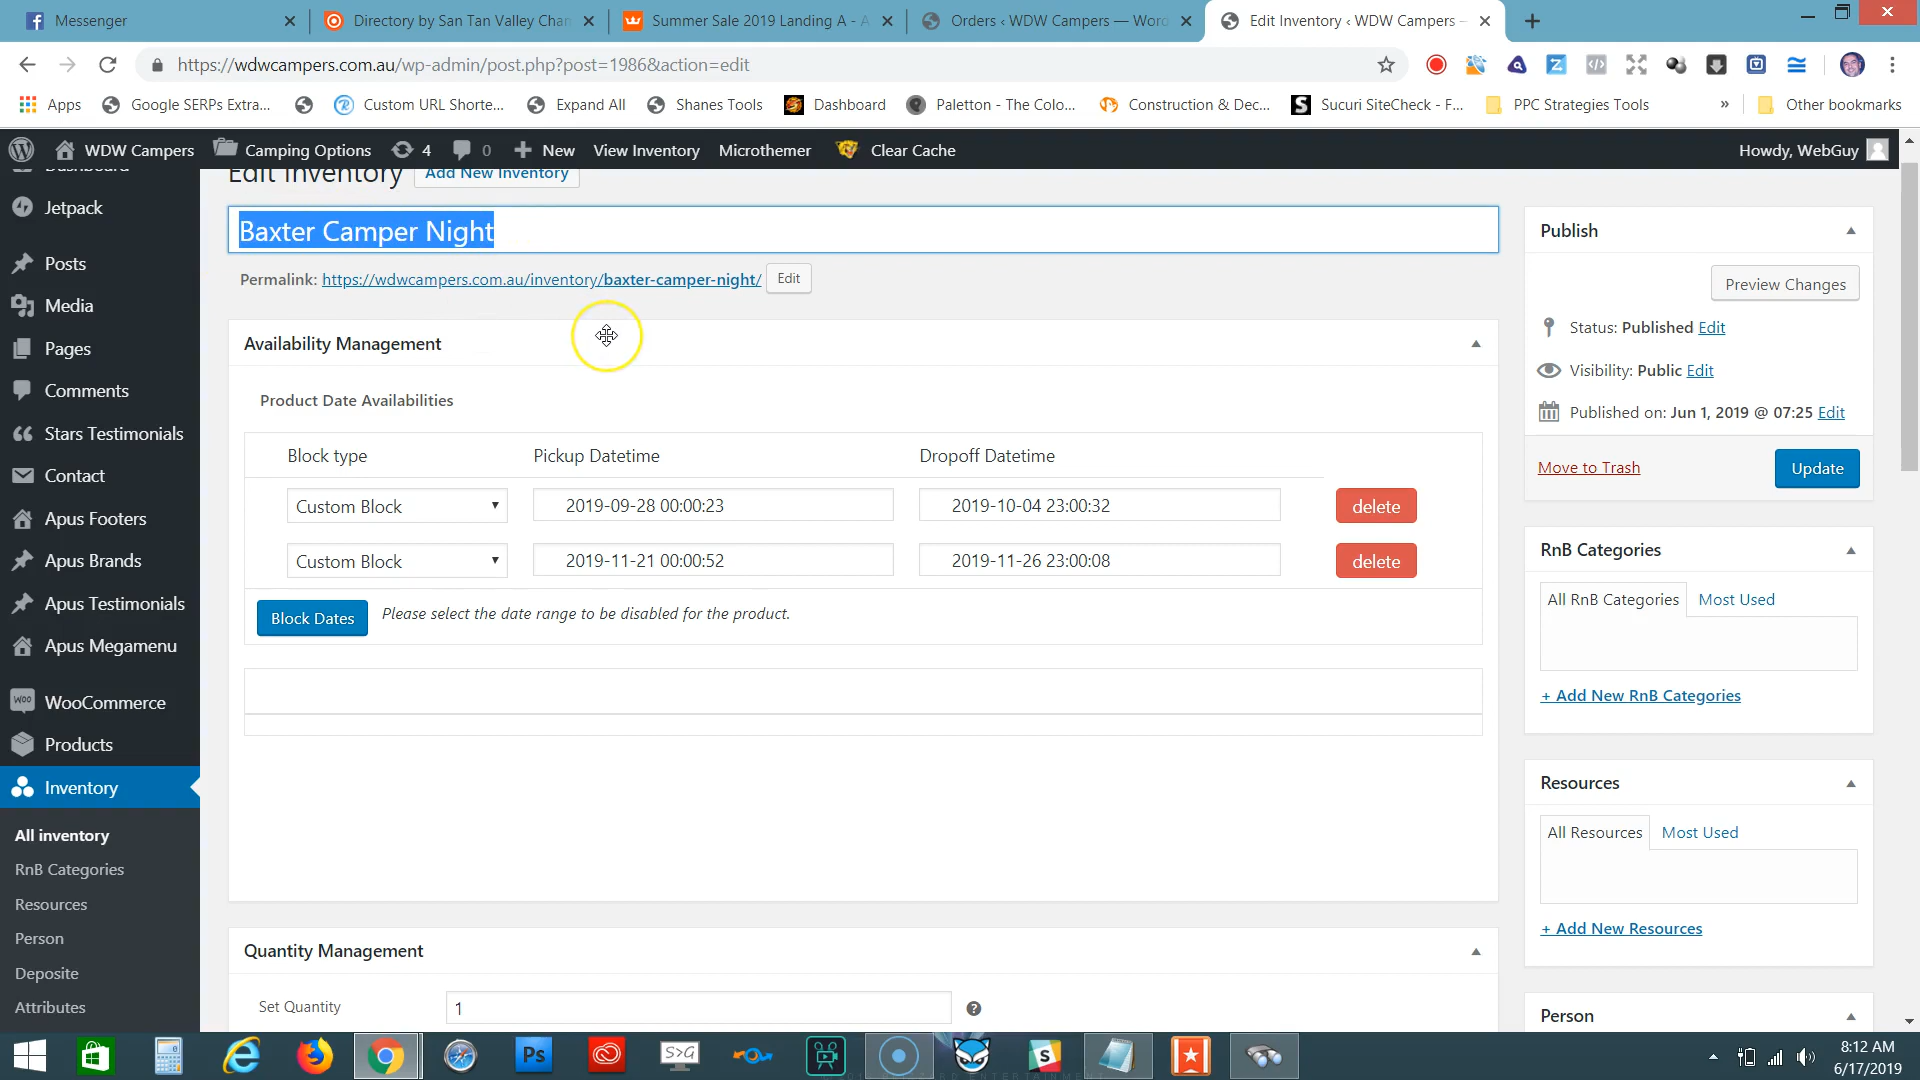 Messenger
Directory by San Tan Valley Chan
Summer Sale 2019 Landing A - A
Orders ‹ WDW Campers — Word
Edit Inventory ‹ WDW Campers —
https://wdwcampers.com.au/wp-admin/post.php?post=1986&action=edit
Apps
Google SERPs Extra...
Custom URL Shorte...
Expand All
Shanes Tools
Dashboard
Paletton - The Colo...
Construction & Dec...
Sucuri SiteCheck - F...
PPC Strategies Tools
»
Other bookmarks
WDW Campers
Camping Options
4
0
New
View Inventory
Microthemer
Clear Cache
Howdy, WebGuy
Dashboard
Jetpack
Posts
Media
Pages
Comments
Stars Testimonials
Contact
Apus Footers
Apus Brands
Apus Testimonials
Apus Megamenu
WooCommerce
Products
Inventory
All inventory
RnB Categories
Resources
Person
Deposite
Attributes
Edit Inventory
Add New Inventory
Baxter Camper Night
Permalink: https://wdwcampers.com.au/inventory/baxter-camper-night/ Edit
Availability Management
Product Date Availabilities
Block type Pickup Datetime Dropoff Datetime
Custom Block 2019-09-28 00:00:23 2019-10-04 23:00:32 delete
Custom Block 2019-11-21 00:00:52 2019-11-26 23:00:08 delete
Block Dates Please select the date range to be disabled for the product.
Quantity Management
Set Quantity 1
Publish
Preview Changes
Status: Published Edit
Visibility: Public Edit
Published on: Jun 1, 2019 @ 07:25 Edit
Move to Trash
Update
RnB Categories
All RnB Categories Most Used
+ Add New RnB Categories
Resources
All Resources Most Used
+ Add New Resources
Person
Ps
S>G
8:12 AM
6/17/2019